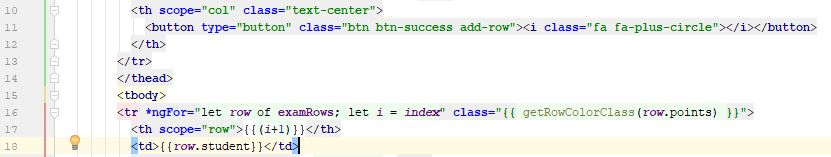 10 <th scope="col" class="text-center">
11 <button type="button" class="btn btn-success add-row"><i class="fa fa-plus-circle"></i></button>
12 </th>
13 </tr>
14 </thead>
15 <tbody>
16 <tr *ngFor="let row of examRows; let i = index" class="{{ getRowColorClass(row.points) }}">
17 <th scope="row">{{(i+1)}}</th>
18 <td>{{row.student}}</td>